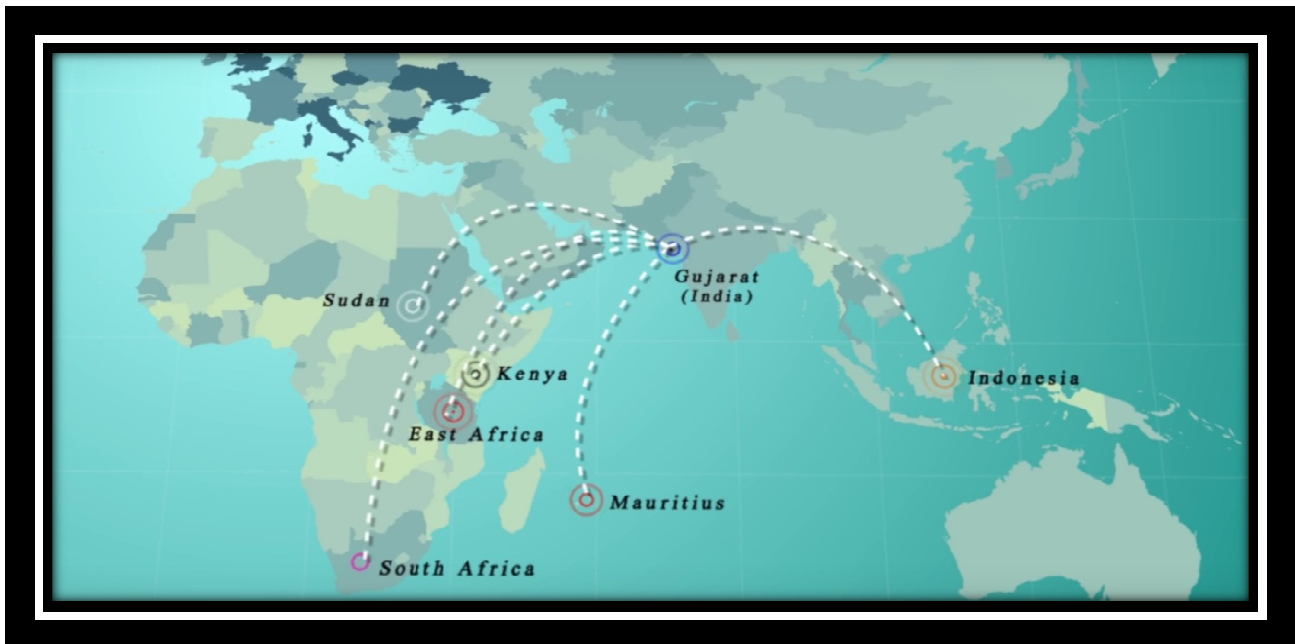 Gujarat
(India)
Sudan
Kenya
Indonesia
East Africa
Mauritius
South Africa